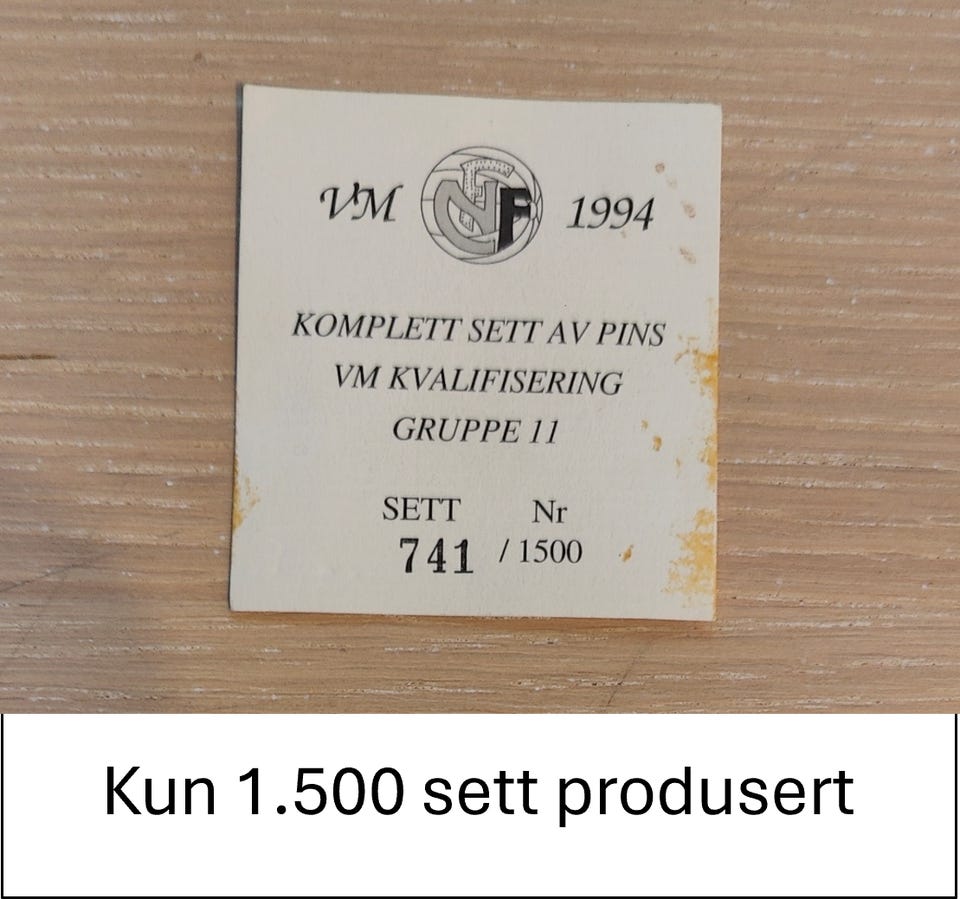 VM NFF 1994
KOMPLETT SETT AV PINS
VM KVALIFISERING
GRUPPE 11
SETT Nr
741 / 1500
Kun 1.500 sett produsert